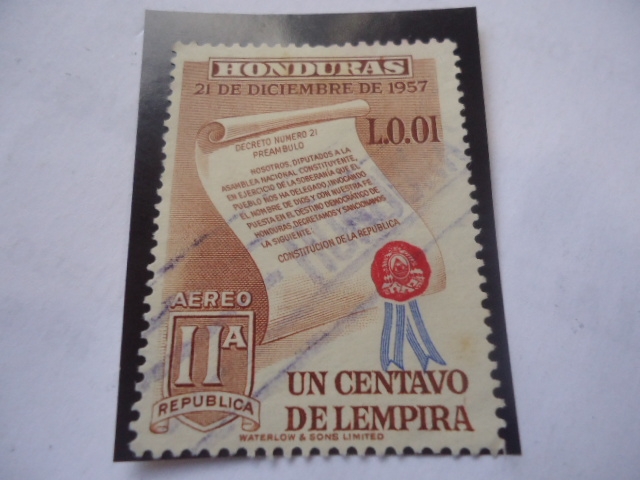 HONDURAS
21 DE DICIEMBRE DE 1957
L.0.01
DECRETO NUMERO 21
PREAMBULO
NOSOTROS, DIPUTADOS A LA
ASAMBLEA NACIONAL CONSTITUYENTE,
EN EJERCICIO DE LA SOBERANIA QUE EL
PUEBLO NOS HA DELEGADO, INVOCANDO
EL NOMBRE DE DIOS, Y CON NUESTRA FE
PUESTA EN EL DESTINO DEMOCRATICO DE
HONDURAS, DECRETAMOS Y SANCIONAMOS
LA SIGUIENTE:
CONSTITUCION DE LA REPUBLICA
AEREO
IIA
REPUBLICA
UN CENTAVO
DE LEMPIRA
WATERLOW & SONS LIMITED